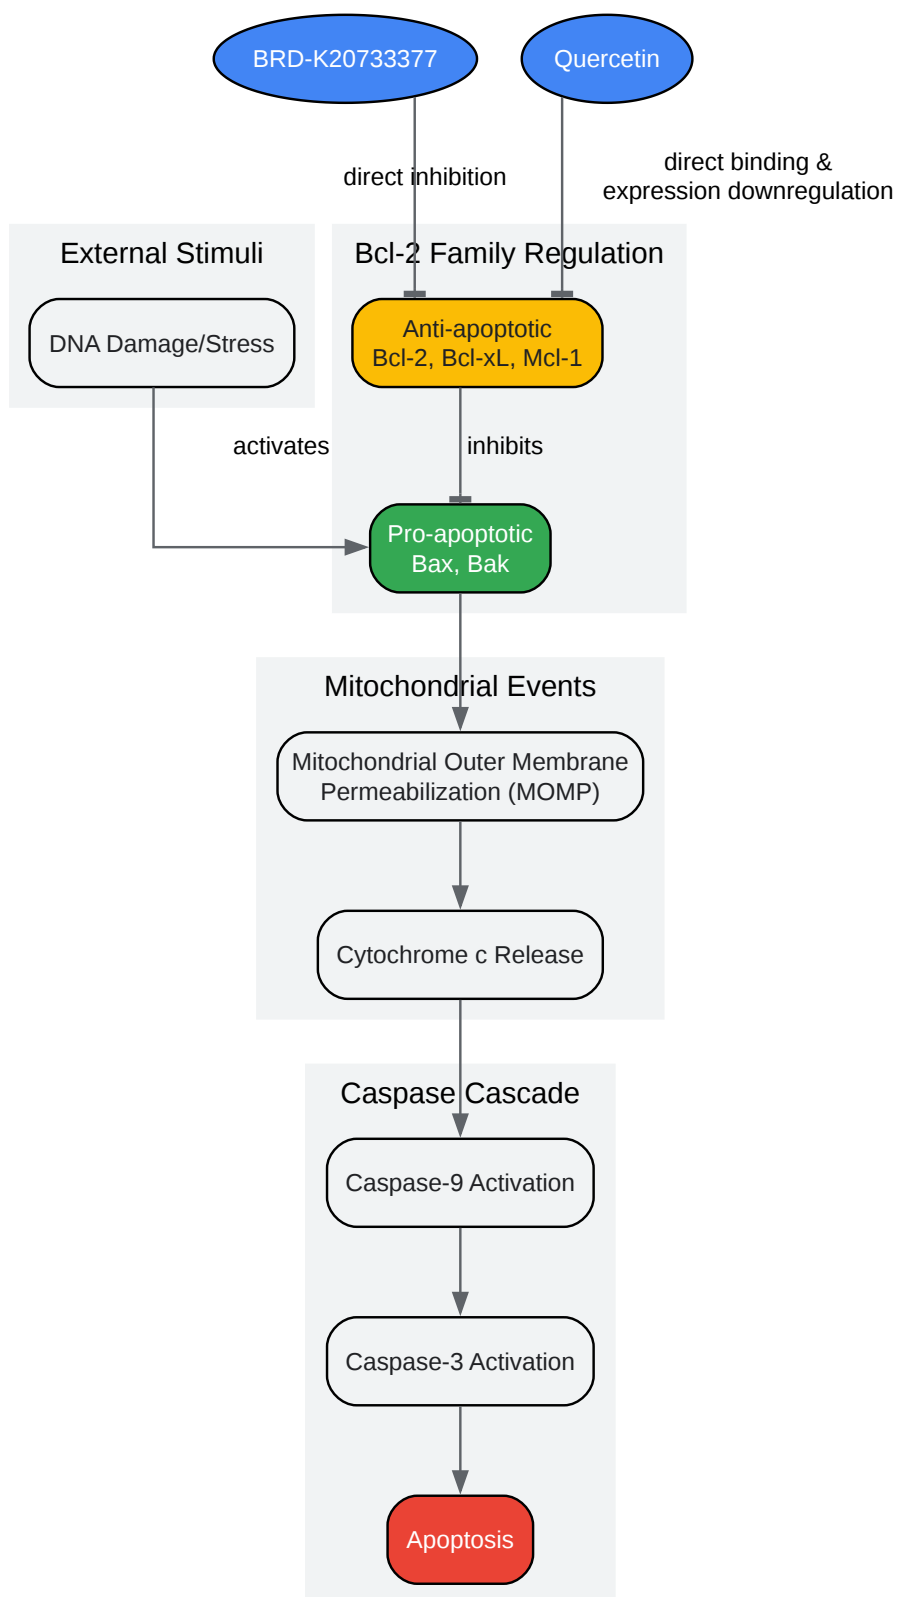 BRD-K20733377
Quercetin
direct inhibition
direct binding &
expression downregulation
External Stimuli
Bcl-2 Family Regulation
DNA Damage/Stress
Anti-apoptotic
Bcl-2, Bcl-xL, Mcl-1
activates
inhibits
Pro-apoptotic
Bax, Bak
Mitochondrial Events
Mitochondrial Outer Membrane
Permeabilization (MOMP)
Cytochrome c Release
Caspase Cascade
Caspase-9 Activation
Caspase-3 Activation
Apoptosis